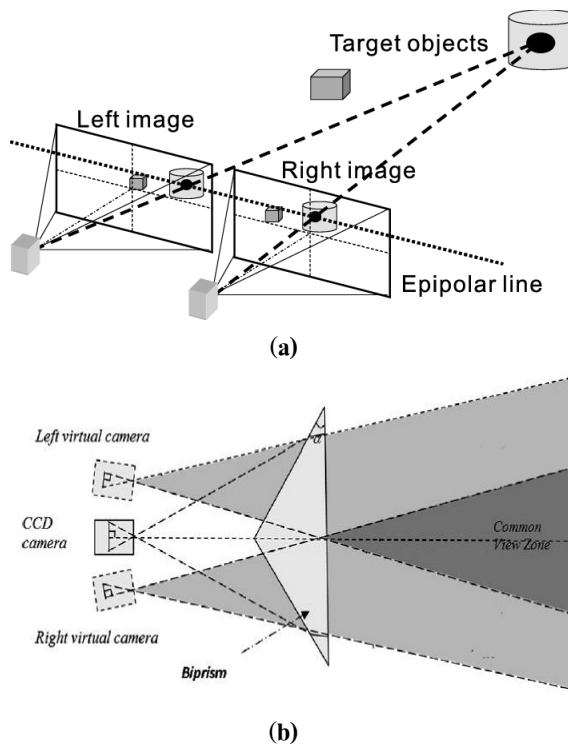 Target objects
Left image
Right image
Epipolar line
(a)
Left virtual camera
α
CCD
camera
Common
View Zone
Right virtual camera
Biprism
(b)